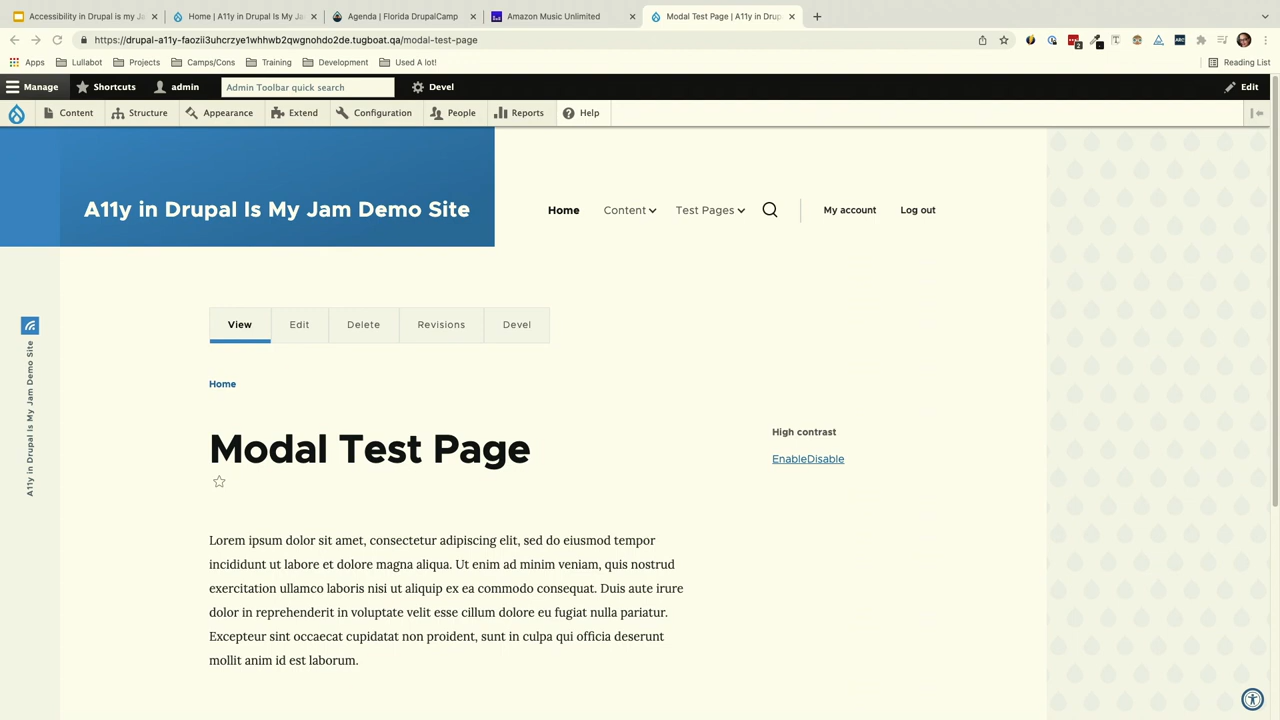 Accessibility in Drupal is my Ja
Home | A11y in Drupal Is My Jam
Agenda | Florida DrupalCamp
Amazon Music Unlimited
Modal Test Page | A11y in Drup
https://drupal-a11y-faozii3uhcrzye1whhwb2qwgnohdo2de.tugboat.qa/modal-test-page
Apps
Lullabot
Projects
Camps/Cons
Training
Development
Used A lot!
Reading List
Manage
Shortcuts
admin
Admin Toolbar quick search
Devel
Edit
Content
Structure
Appearance
Extend
Configuration
People
Reports
Help
A11y in Drupal Is My Jam Demo Site
Home
Content
Test Pages
My account
Log out
A11y in Drupal Is My Jam Demo Site
View
Edit
Delete
Revisions
Devel
Home
Modal Test Page
High contrast
EnableDisable
Lorem ipsum dolor sit amet, consectetur adipiscing elit, sed do eiusmod tempor
incididunt ut labore et dolore magna aliqua. Ut enim ad minim veniam, quis nostrud
exercitation ullamco laboris nisi ut aliquip ex ea commodo consequat. Duis aute irure
dolor in reprehenderit in voluptate velit esse cillum dolore eu fugiat nulla pariatur.
Excepteur sint occaecat cupidatat non proident, sunt in culpa qui officia deserunt
mollit anim id est laborum.